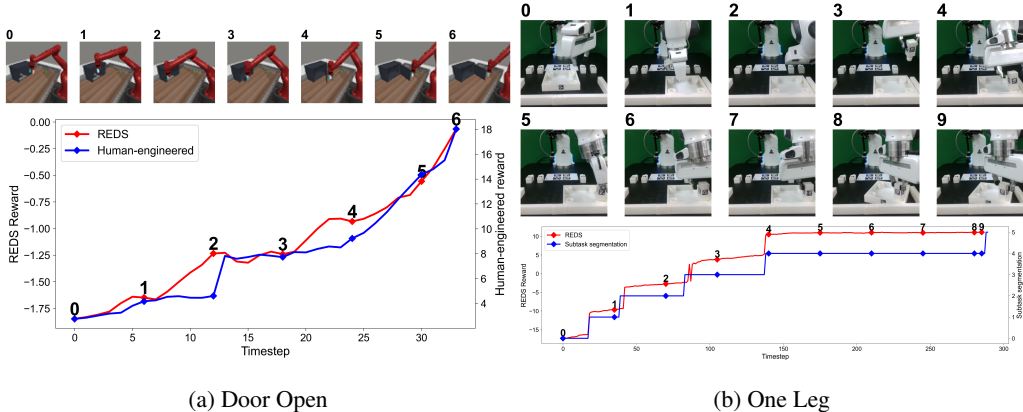 0 1 2 3 4 5 6
0.00
−0.25
−0.50
−0.75
−1.00
−1.25
−1.50
−1.75
REDS Reward
REDS
Human-engineered
0 1 2 3 4 5 6
18
16
14
12
10
8
6
4
Human-engineered reward
0 5 10 15 20 25 30
Timestep
(a) Door Open
0 1 2 3 4
5 6 7 8 9
10
5
0
−5
−10
−15
REDS Reward
REDS
Subtask segmentation
0 1 2 3 4 5 6 7 8 9
5
4
3
2
1
0
Subtask segmentation
0 50 100 150 200 250 300
Timestep
(b) One Leg